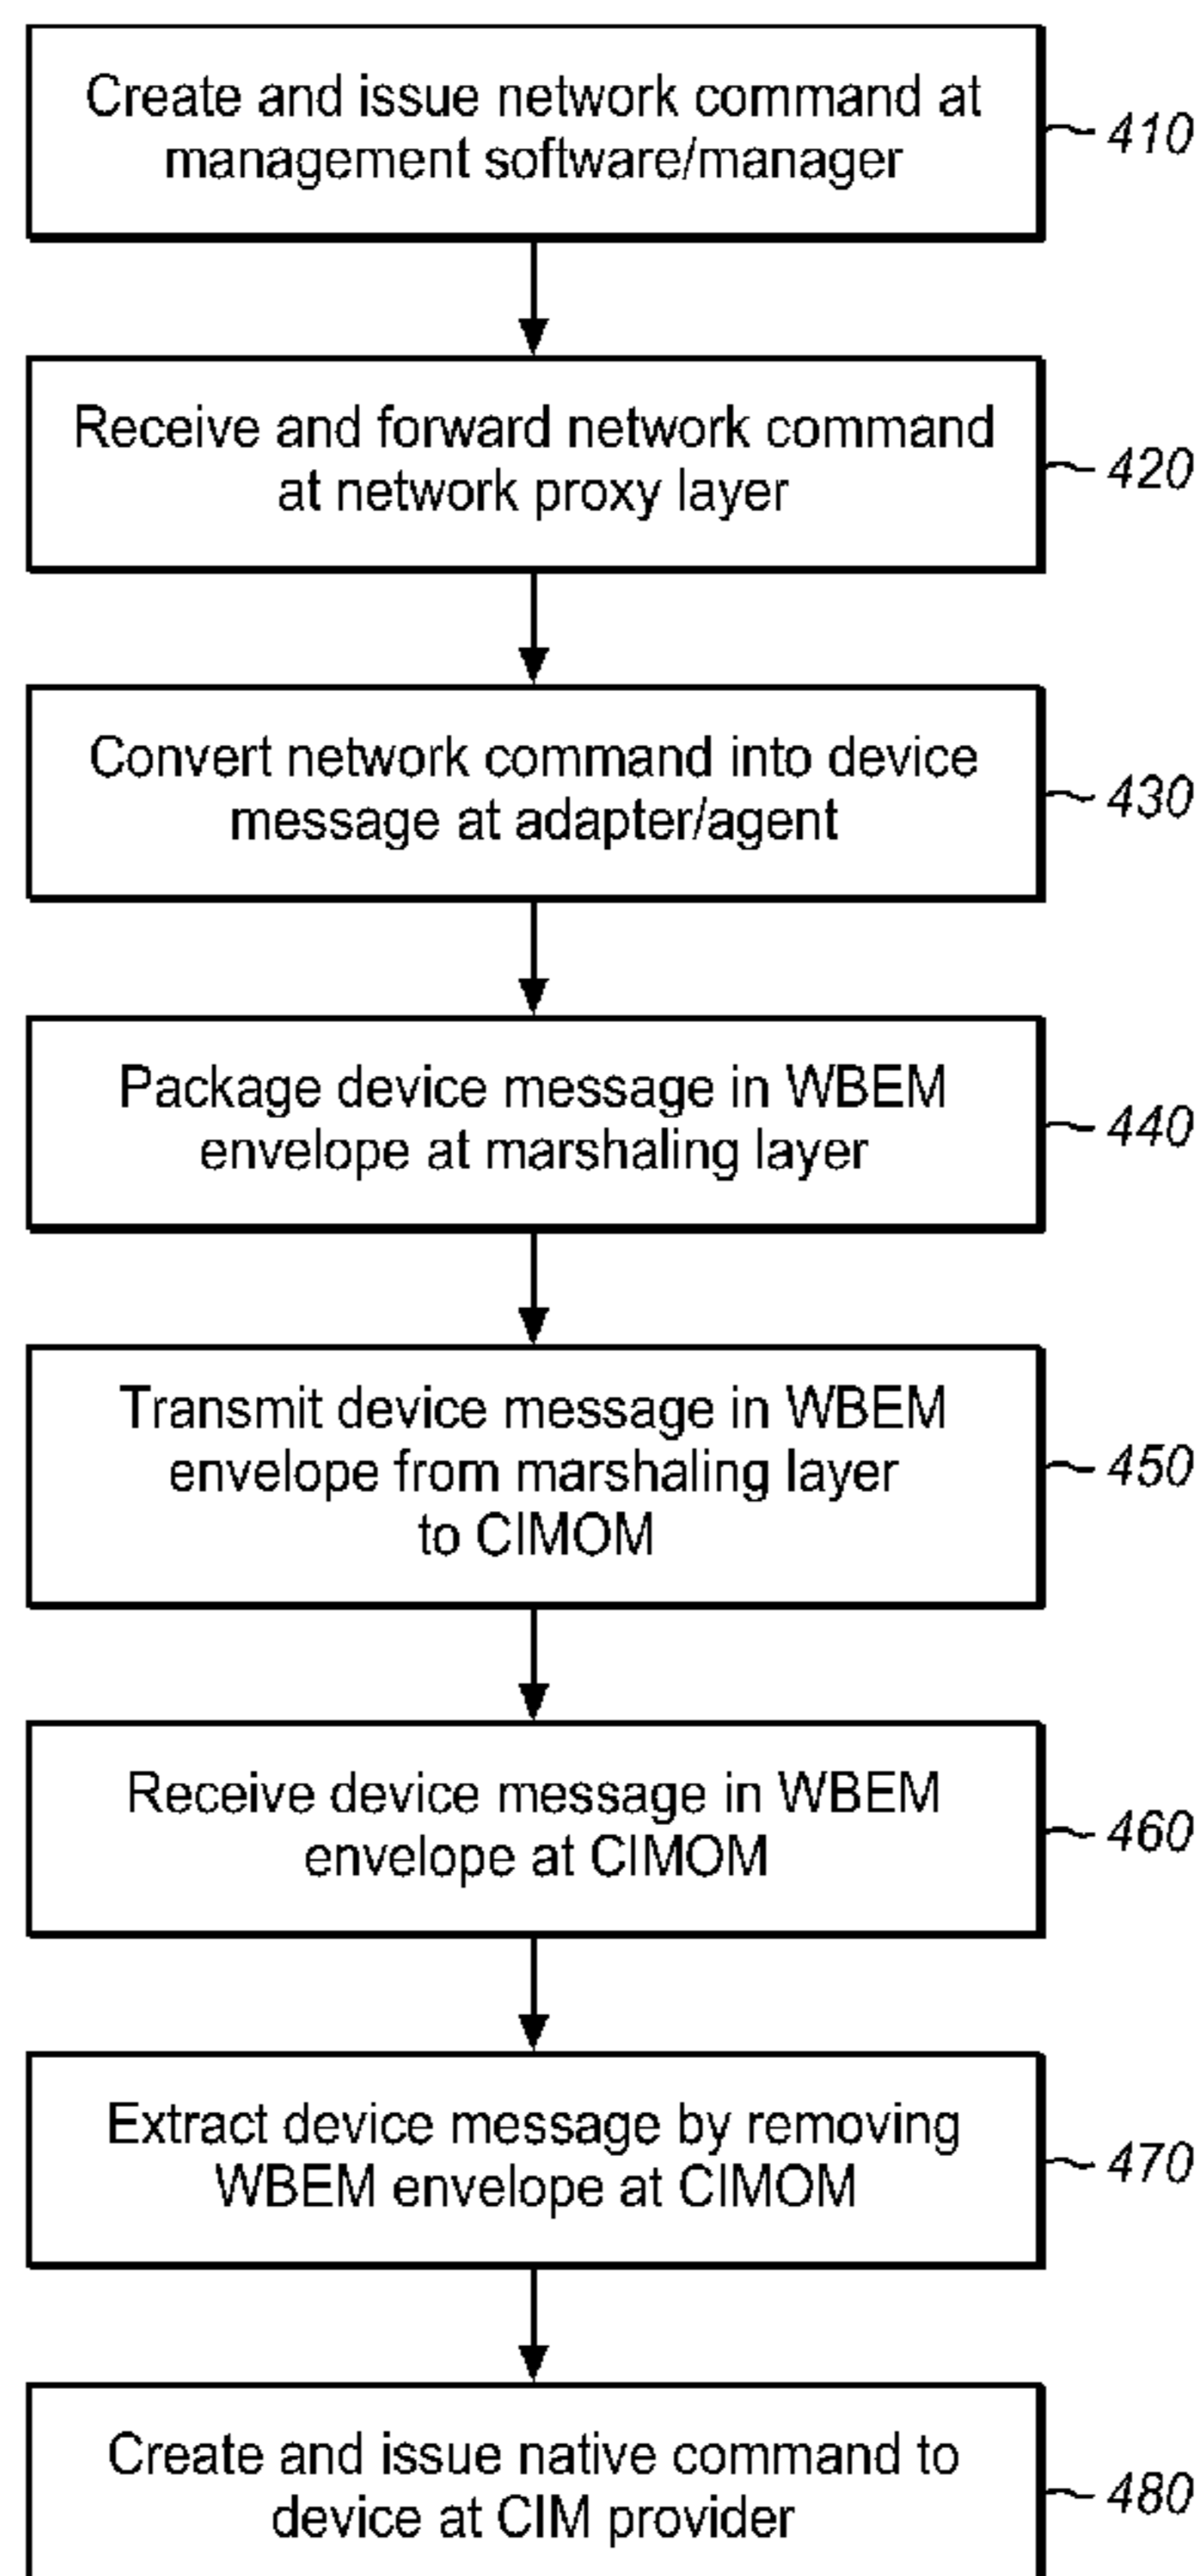 Create and issue network command at
management software/manager
410
Receive and forward network command
at network proxy layer
420
Convert network command into device
message at adapter/agent
430
Package device message in WBEM
envelope at marshaling layer
440
Transmit device message in WBEM
envelope from marshaling layer
to CIMOM
450
Receive device message in WBEM
envelope at CIMOM
460
Extract device message by removing
WBEM envelope at CIMOM
470
Create and issue native command to
device at CIM provider
480